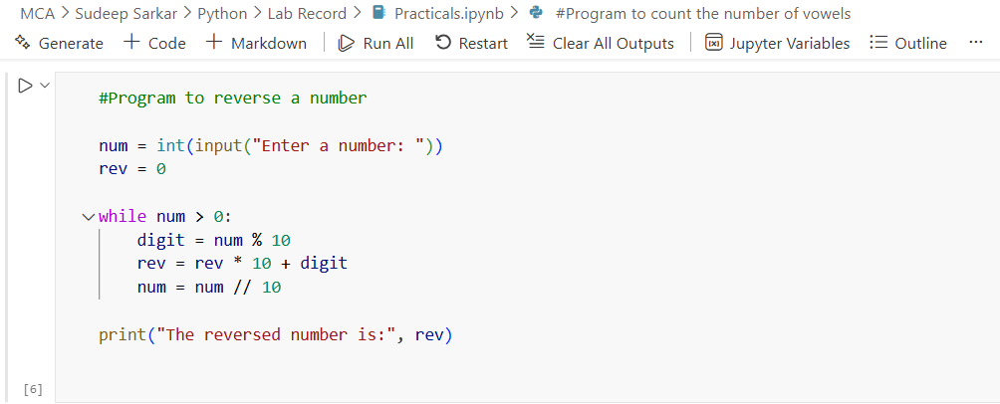 MCA > Sudeep Sarkar > Python > Lab Record > Practicals.ipynb > #Program to count the number of vowels
Generate + Code + Markdown | Run All Restart Clear All Outputs | Jupyter Variables Outline ...
#Program to reverse a number
num = int(input("Enter a number: "))
rev = 0
while num > 0:
    digit = num % 10
    rev = rev * 10 + digit
    num = num // 10
print("The reversed number is:", rev)
[6]